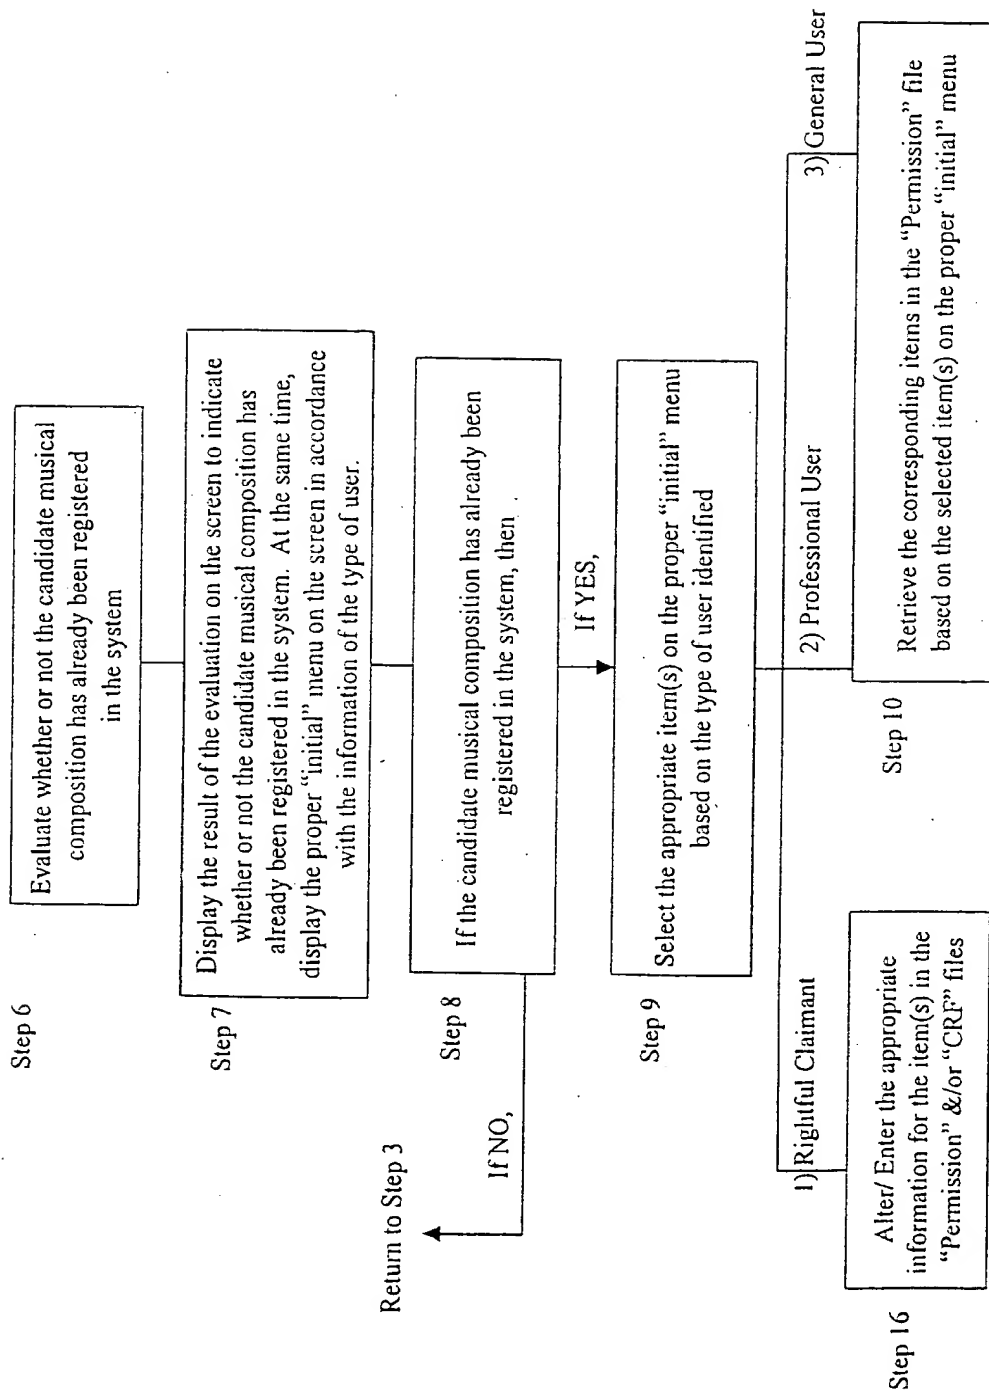 Step 6
Evaluate whether or not the candidate musical
composition has already been registered
in the system
Step 7
Display the result of the evaluation on the screen to indicate
whether or not the candidate musical composition has
already been registered in the system. At the same time,
display the proper “initial” menu on the screen in accordance
with the information of the type of user.
Step 8
If the candidate musical composition has already been
registered in the system, then
If NO,
Return to Step 3
If YES,
Step 9
Select the appropriate item(s) on the proper “initial” menu
based on the type of user identified
1) Rightful Claimant
2) Professional User
3) General User
Step 16
Alter/ Enter the appropriate
information for the item(s) in the
“Permission” &/or “CRF” files
Step 10
Retrieve the corresponding items in the “Permission” file
based on the selected item(s) on the proper “initial” menu